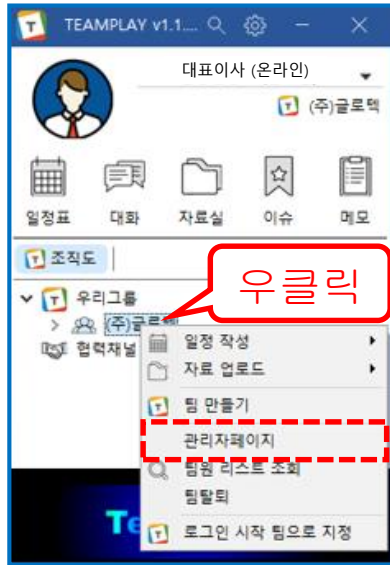 TEAMPLAY v1.1....
대표이사 (온라인)
(주)글로텍
일정표 대화 자료실 이슈 메모
조직도
우클릭
우리그룹
(주)글로텍
협력채널
일정 작성
자료 업로드
팀 만들기
관리자페이지
팀원 리스트 조회
팀탈퇴
로그인 시작 팀으로 지정